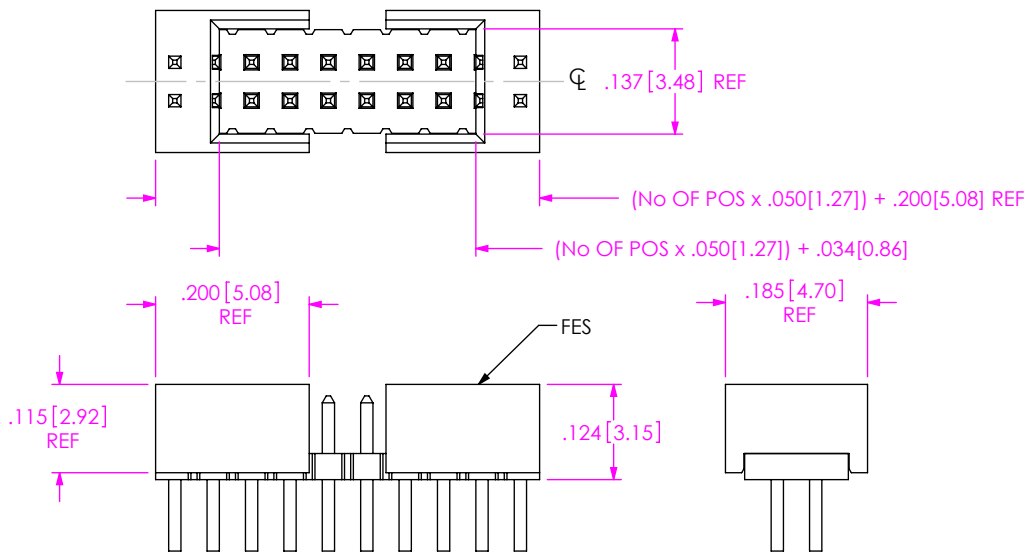 ℄
.137[3.48] REF
(No OF POS x .050[1.27]) + .200[5.08] REF
(No OF POS x .050[1.27]) + .034[0.86]
.200[5.08]
REF
.185[4.70]
REF
FES
.115[2.92]
REF
.124[3.15]